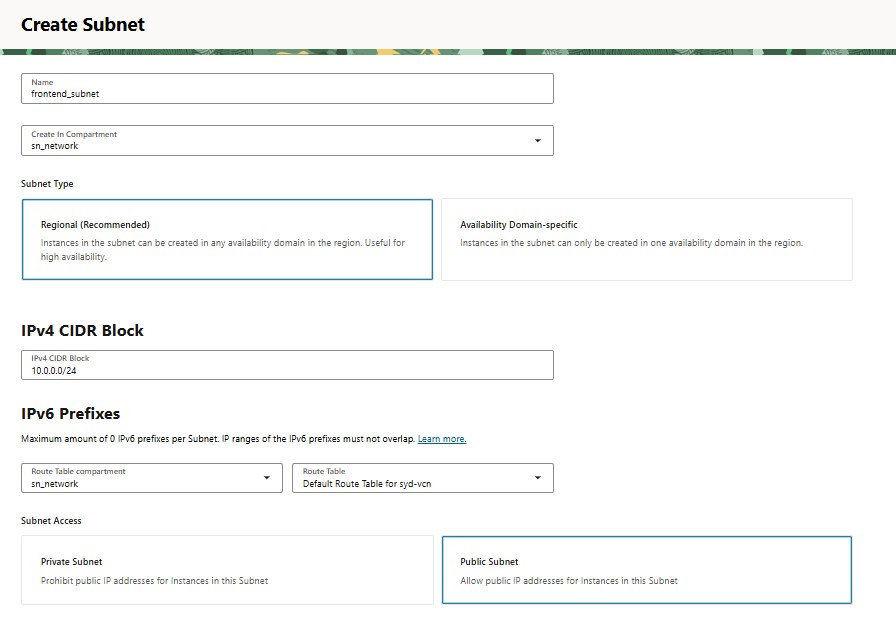 Create Subnet
Name
frontend_subnet
Create In Compartment
sn_network
Subnet Type
Regional (Recommended)
Instances in the subnet can be created in any availability domain in the region. Useful for
high availability.
Availability Domain-specific
Instances in the subnet can only be created in one availability domain in the region.
IPv4 CIDR Block
IPv4 CIDR Block
10.0.0.0/24
IPv6 Prefixes
Maximum amount of 0 IPv6 prefixes per Subnet. IP ranges of the IPv6 prefixes must not overlap. Learn more.
Route Table compartment
sn_network
Route Table
Default Route Table for syd-vcn
Subnet Access
Private Subnet
Prohibit public IP addresses for Instances in this Subnet
Public Subnet
Allow public IP addresses for Instances in this Subnet